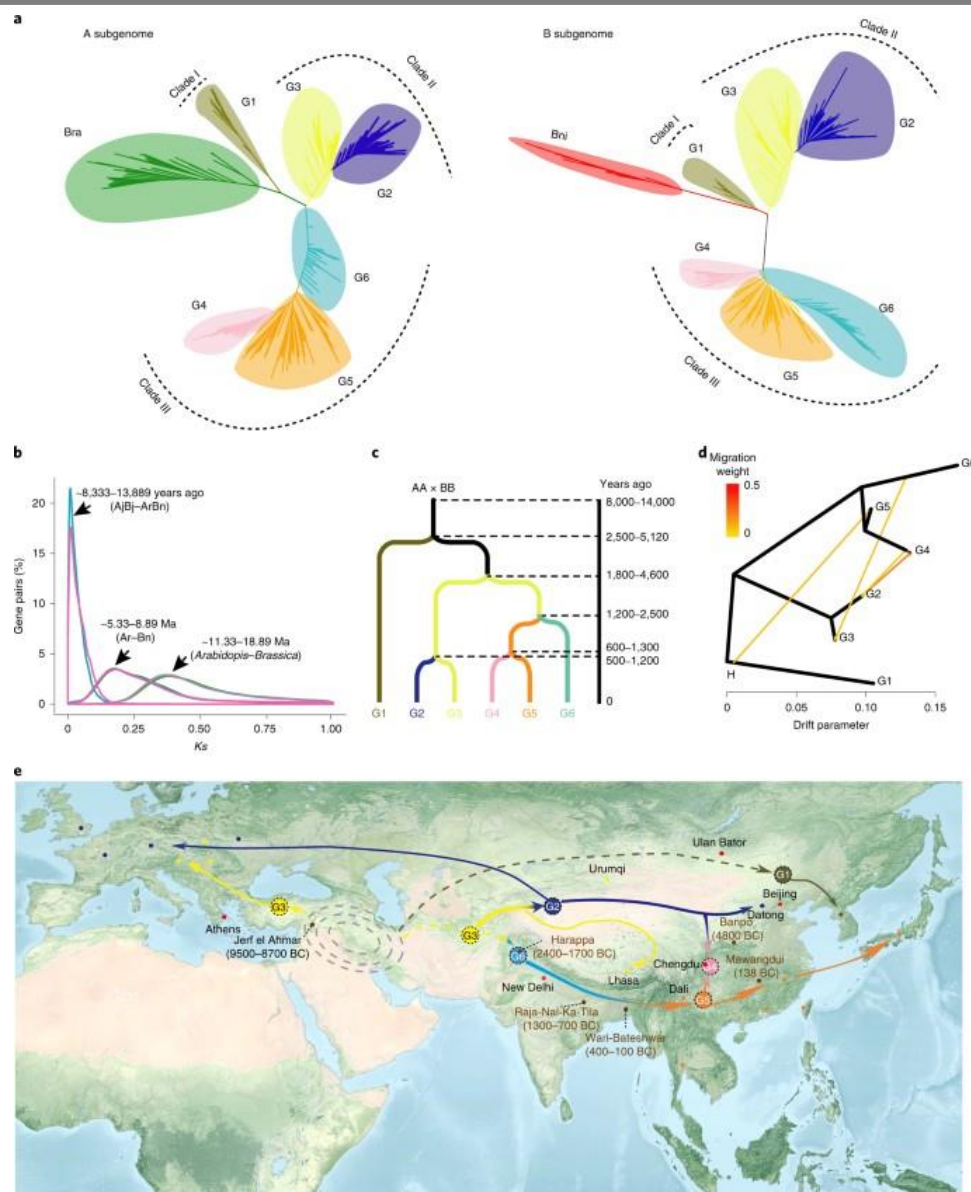 a
A subgenome
B subgenome
Clade I
G1
G3
Clade II
Bra
G2
G6
G4
G5
Clade III
Clade II
G3
G2
Clade I
Bni
G1
G4
G6
G5
Clade III
b
Gene pairs (%)
20
15
10
5
0
~8,333–13,889 years ago
(AjBj–ArBn)
~5.33–8.89 Ma
(Ar–Bn)
~11.33–18.89 Ma
(Arabidopsis–Brassica)
0
0.25
0.50
0.75
1.00
Ks
c
AA × BB
Years ago
8,000–14,000
2,500–5,120
1,800–4,600
1,200–2,500
600–1,300
500–1,200
0
G1
G2
G3
G4
G5
G6
d
Migration
weight
0.5
0
G5
G4
G2
G3
H
G1
0
0.05
0.10
0.15
Drift parameter
e
Ulan Bator
Urumqi
G1
Beijing
Datong
Banpo
(4800 BC)
G3
G2
Athens
Jerf el Ahmar
(9500–8700 BC)
G3
G6
Harappa
(2400–1700 BC)
Chengdu
Mawangdui
(138 BC)
New Delhi
Lhasa
Dali
G5
Raja-Nal-Ka-Tila
(1300–700 BC)
Wari-Bateshwar
(400–100 BC)